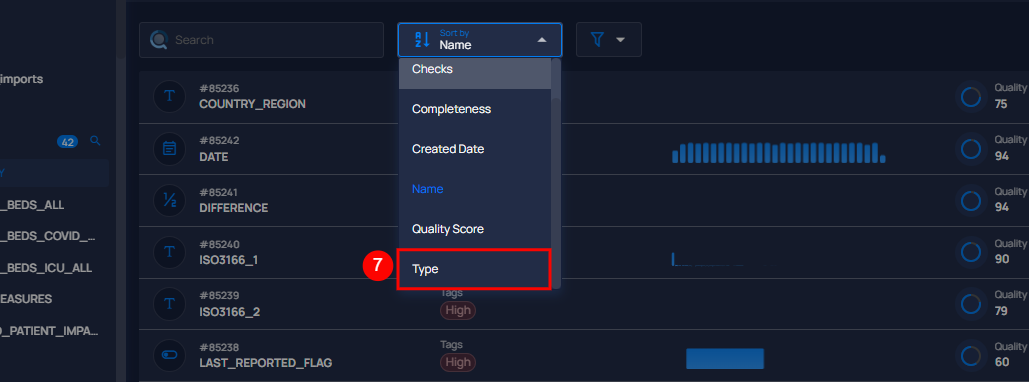 Search
Sort by
Name
imports
42
Y
_BEDS_ALL
_BEDS_COVID_...
_BEDS_ICU_ALL
EASURES
D_PATIENT_IMPA...
Checks
Completeness
Created Date
Name
Quality Score
7
Type
#85236
COUNTRY_REGION
Quality
75
#85242
DATE
Quality
94
½
#85241
DIFFERENCE
Quality
94
T
#85240
ISO3166_1
Quality
90
T
#85239
ISO3166_2
Tags
High
Quality
79
#85238
LAST_REPORTED_FLAG
Tags
High
Quality
60